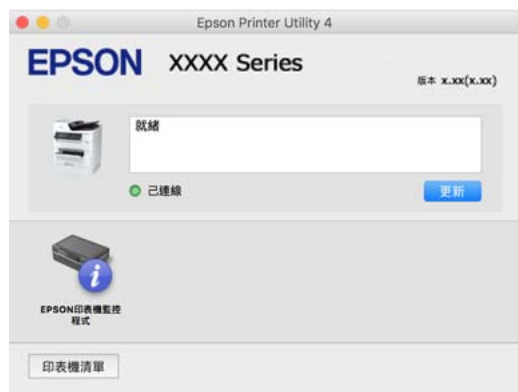 Epson Printer Utility 4
EPSON XXXX Series
版本 x.xx(x.xx)
就緒
已連線
更新
EPSON印表機監控
程式
印表機清單